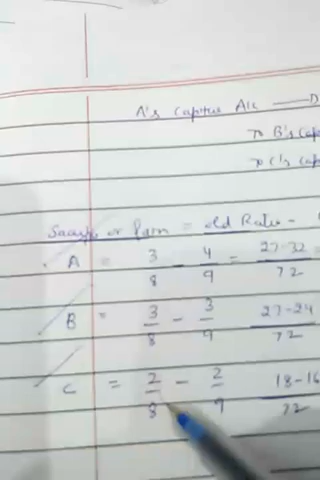 A's Capital A/c —— D
To B's Cap
To C's cap
or Gain = old Ratio -
A = 3/8 - 4/9 = 27-32/72 =
B = 3/8 - 3/9 27-24/72
C = 2/8 - 2/9 18-16/72